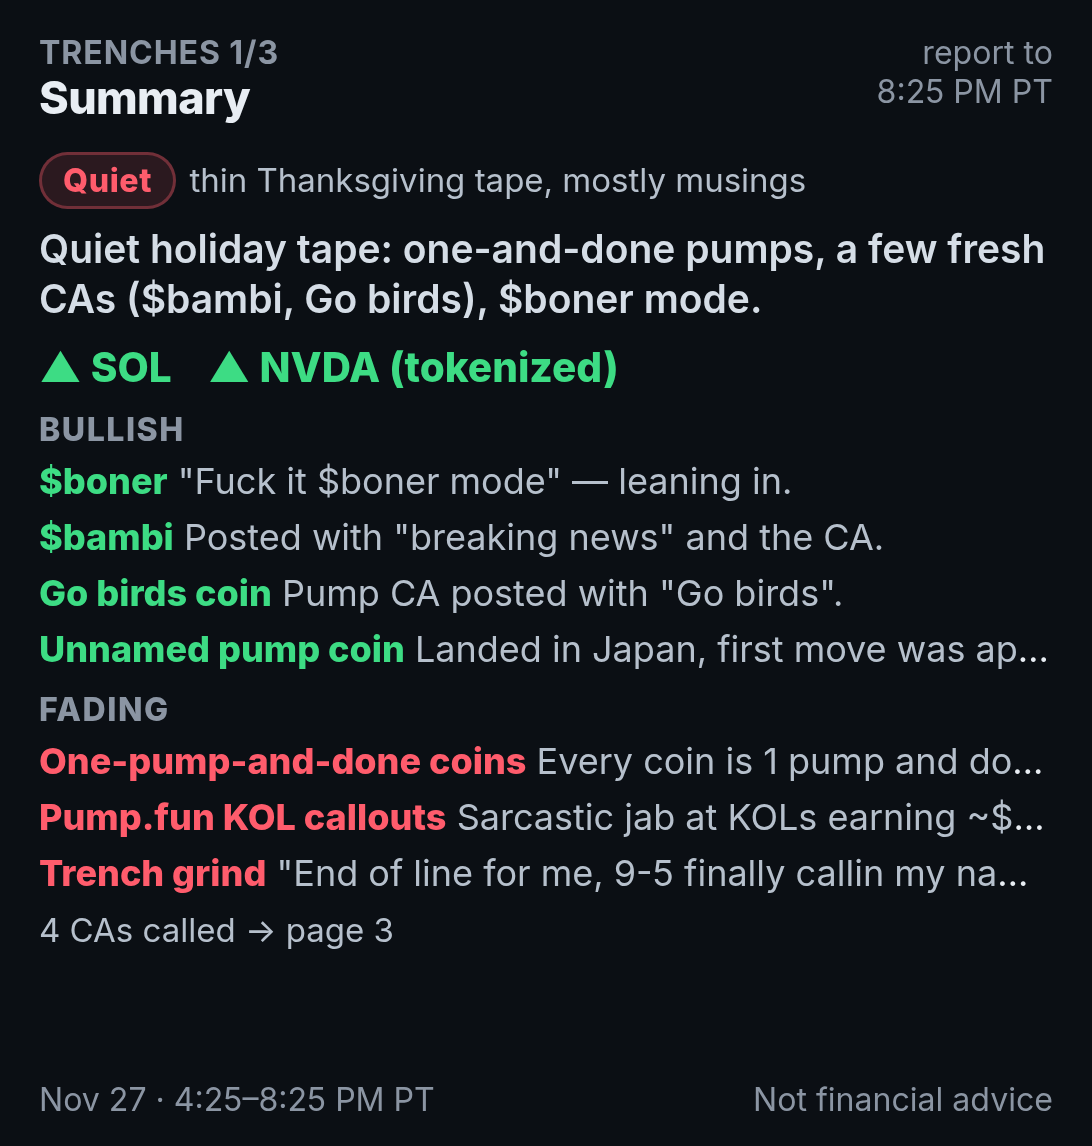 TRENCHES 1/3
Summary
report to
8:25 PM PT
Quiet thin Thanksgiving tape, mostly musings
Quiet holiday tape: one-and-done pumps, a few fresh
CAs ($bambi, Go birds), $boner mode.
▲ SOL ▲ NVDA (tokenized)
BULLISH
$boner "Fuck it $boner mode" — leaning in.
$bambi Posted with "breaking news" and the CA.
Go birds coin Pump CA posted with "Go birds".
Unnamed pump coin Landed in Japan, first move was ap...
FADING
One-pump-and-done coins Every coin is 1 pump and do...
Pump.fun KOL callouts Sarcastic jab at KOLs earning ~$...
Trench grind "End of line for me, 9-5 finally callin my na...
4 CAs called → page 3
Nov 27 · 4:25–8:25 PM PT
Not financial advice